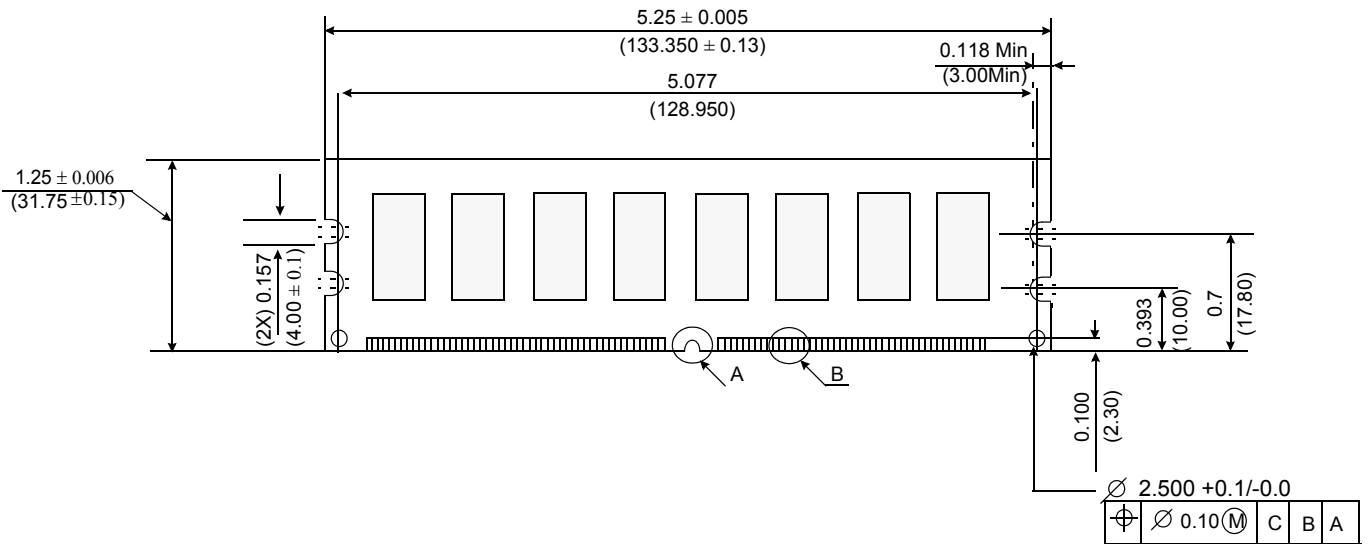 5.25 ± 0.005
(133.350 ± 0.13)
0.118 Min
(3.00Min)
5.077
(128.950)
1.25 ± 0.006
(31.75 ±0.15)
(2X) 0.157
(4.00 ± 0.1)
0.393
(10.00)
0.7
(17.80)
A
B
0.100
(2.30)
∅ 2.500 +0.1/-0.0
⌖ ∅ 0.10 Ⓜ C B A